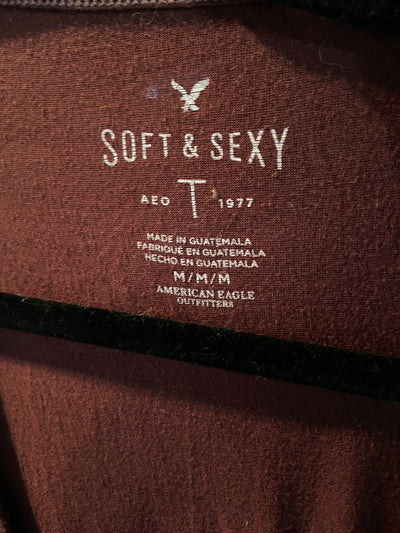 SOFT & SEXY
AEO T 1977
MADE IN GUATEMALA
FABRIQUÉ EN GUATEMALA
HECHO EN GUATEMALA
M/M/M
AMERICAN EAGLE
OUTFITTERS